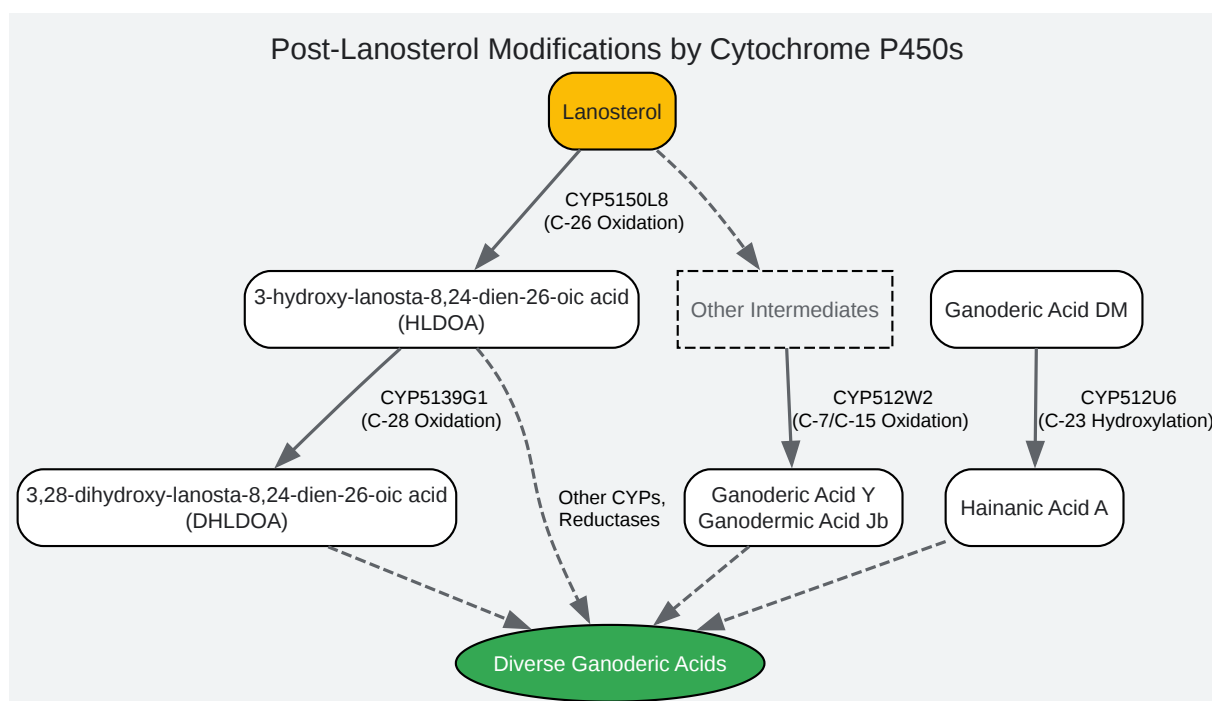 Post-Lanosterol Modifications by Cytochrome P450s
Lanosterol
CYP5150L8
(C-26 Oxidation)
3-hydroxy-lanosta-8,24-dien-26-oic acid
(HLDOA)
Other Intermediates
Ganoderic Acid DM
CYP5139G1
(C-28 Oxidation)
CYP512W2
(C-7/C-15 Oxidation)
CYP512U6
(C-23 Hydroxylation)
3,28-dihydroxy-lanosta-8,24-dien-26-oic acid
(DHLDOA)
Other CYPs,
Reductases
Ganoderic Acid Y
Ganodermic Acid Jb
Hainanic Acid A
Diverse Ganoderic Acids